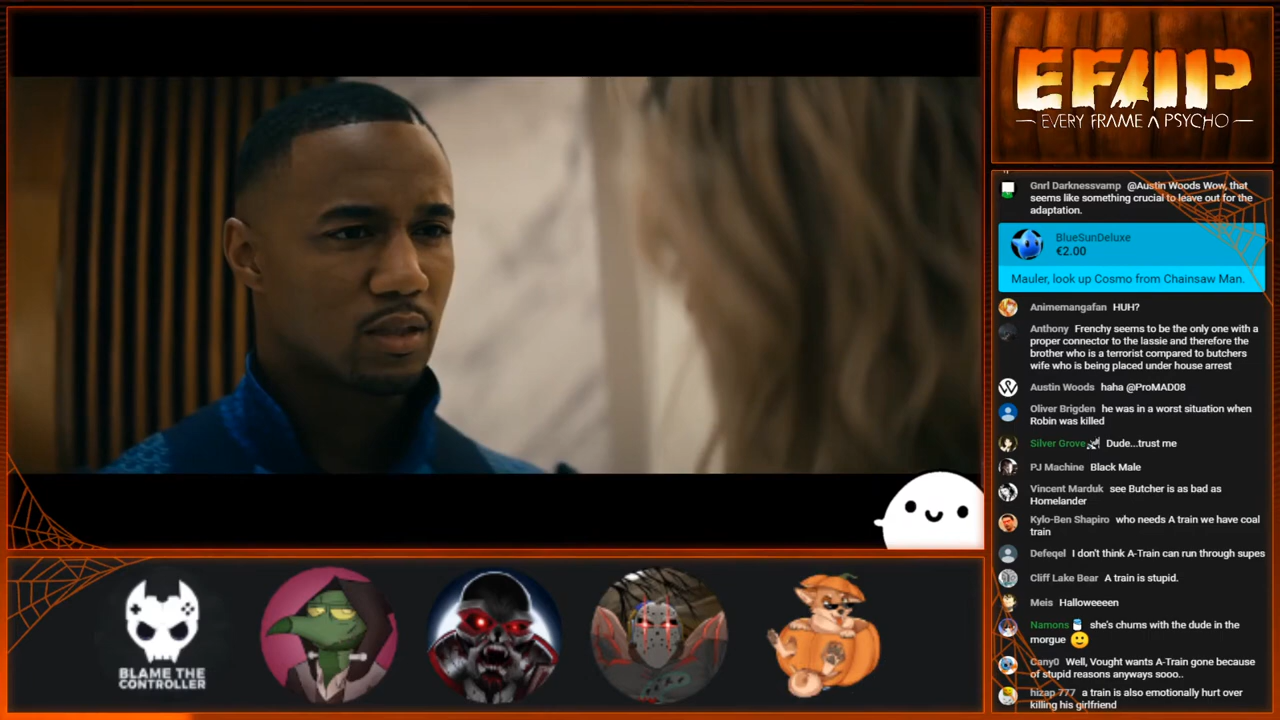 EFAP
EVERY FRAME A PSYCHO
Gnrl Darknessvamp @Austin Woods Wow, that
seems like something crucial to leave out for the
adaptation.
BlueSunDeluxe
€2.00
Mauler, look up Cosmo from Chainsaw Man.
Animemangafan HUH?
Anthony Frenchy seems to be the only one with a
proper connector to the lassie and therefore the
brother who is a terrorist compared to butchers
wife who is being placed under house arrest
Austin Woods haha @ProMAD08
Oliver Brigden he was in a worst situation when
Robin was killed
Silver Grove Dude...trust me
PJ Machine Black Male
Vincent Marduk see Butcher is as bad as
Homelander
Kylo-Ben Shapiro who needs A train we have coal
train
Defeqel I don't think A-Train can run through supes
Cliff Lake Bear A train is stupid.
Meis Halloweeeen
Namons she's chums with the dude in the
morgue
Cany0 Well, Vought wants A-Train gone because
of stupid reasons anyways sooo..
hizap 777 a train is also emotionally hurt over
killing his girlfriend
BLAME THE
CONTROLLER